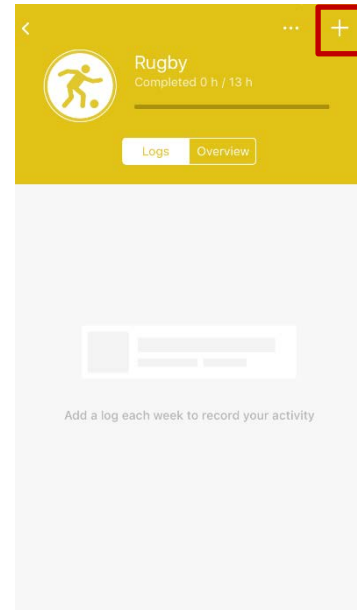 Rugby
Completed 0 h / 13 h
Logs Overview
Add a log each week to record your activity